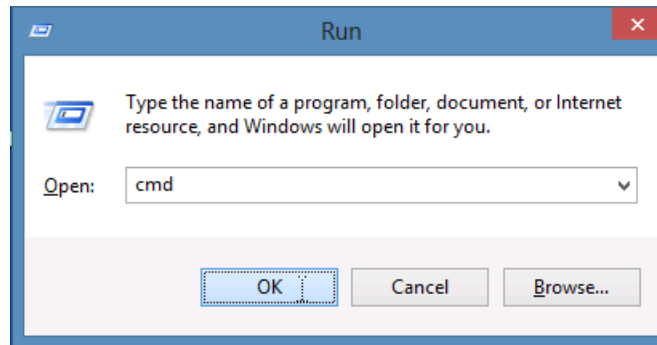 Run
Type the name of a program, folder, document, or Internet
resource, and Windows will open it for you.
Open: cmd
OK Cancel Browse...